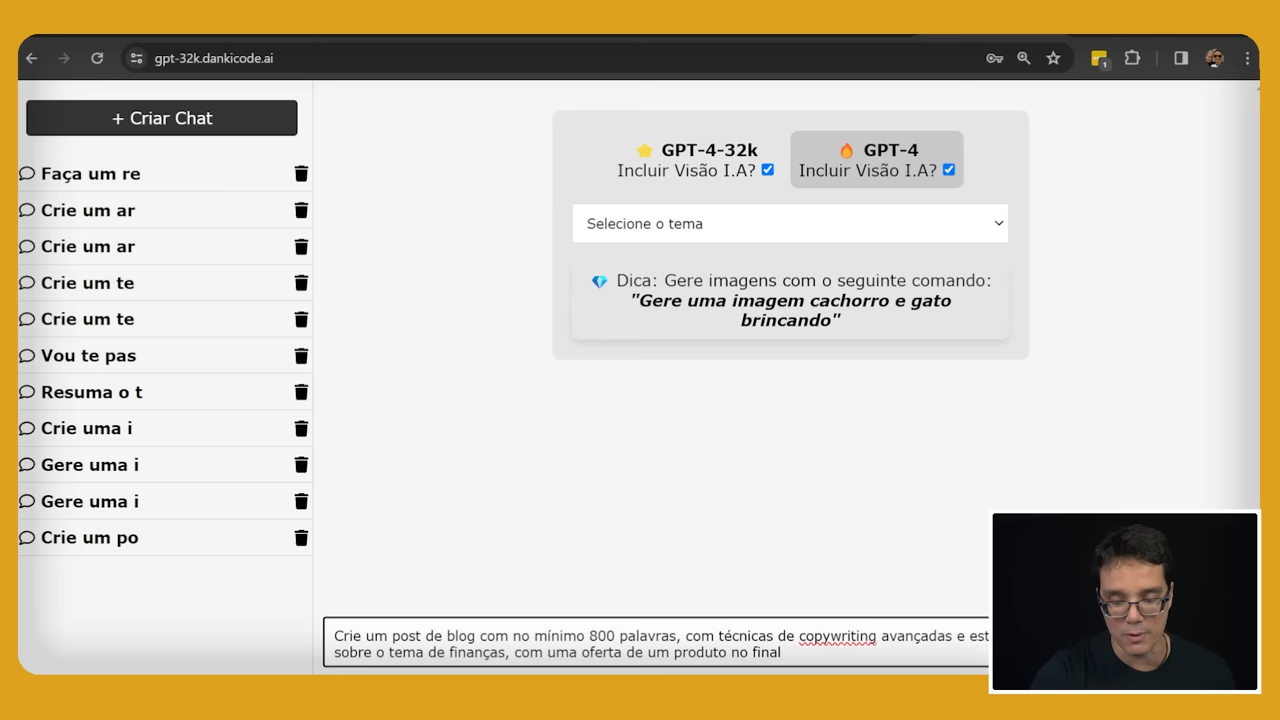 gpt-32k.dankicode.ai
1
+ Criar Chat
Faça um re
Crie um ar
Crie um ar
Crie um te
Crie um te
Vou te pas
Resuma o t
Crie uma i
Gere uma i
Gere uma i
Crie um po
GPT-4-32k
Incluir Visão I.A?
GPT-4
Incluir Visão I.A?
Selecione o tema
Dica: Gere imagens com o seguinte comando:
"Gere uma imagem cachorro e gato
brincando"
Crie um post de blog com no mínimo 800 palavras, com técnicas de copywriting avançadas e est
sobre o tema de finanças, com uma oferta de um produto no final